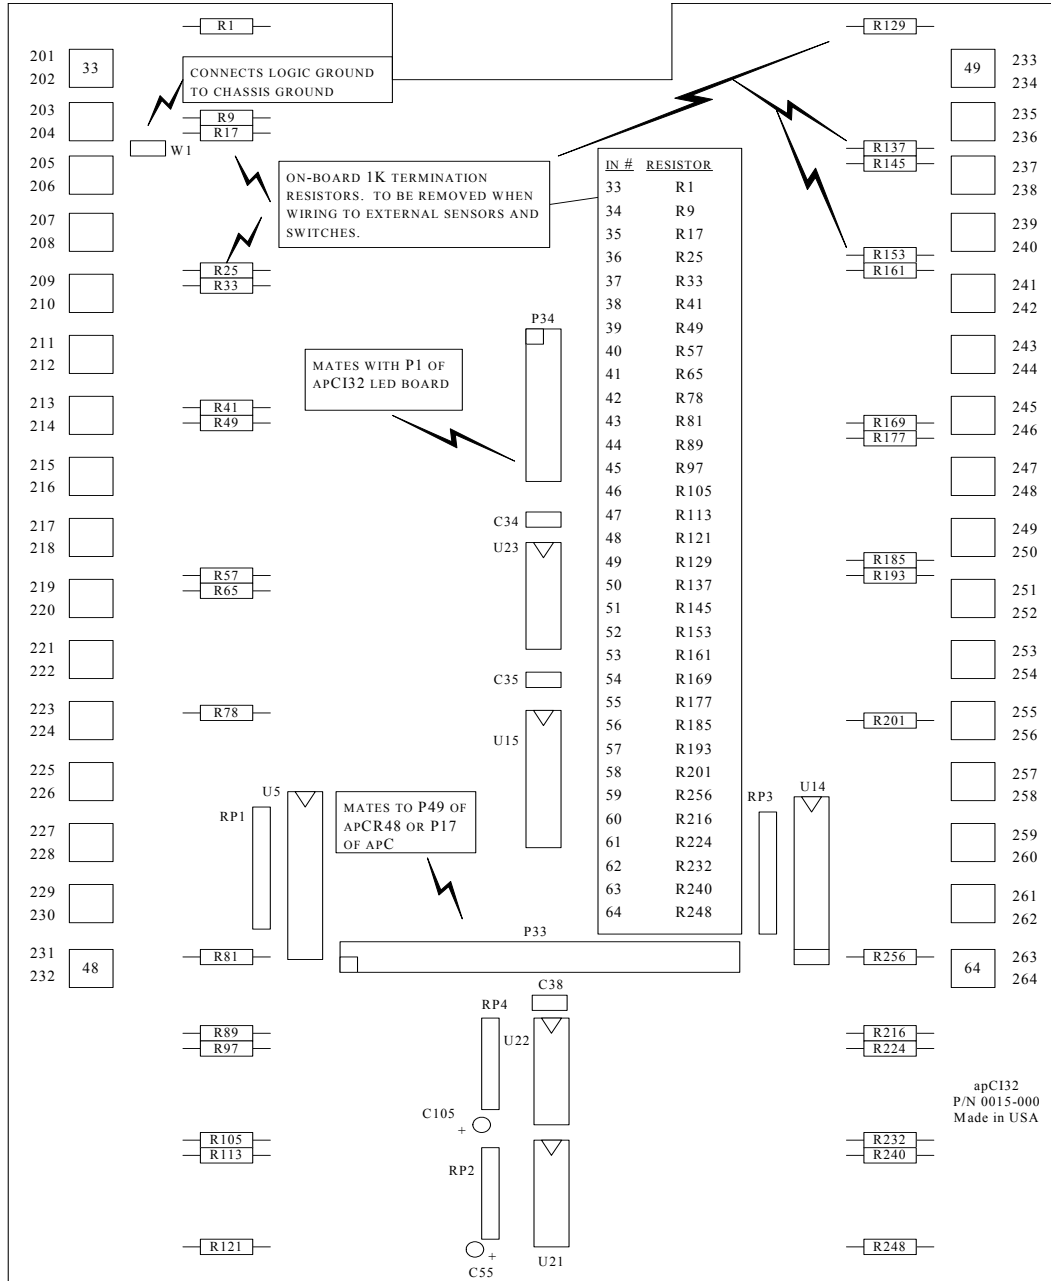 R1
R129
201
202
33
CONNECTS LOGIC GROUND
TO CHASSIS GROUND
49
233
234
203
204
R9
R17
W1
235
236
R137
R145
205
206
ON-BOARD 1K TERMINATION
RESISTORS. TO BE REMOVED WHEN
WIRING TO EXTERNAL SENSORS AND
SWITCHES.
237
238
207
208
239
240
R25
R33
R153
R161
209
210
241
242
IN # RESISTOR
33 R1
34 R9
35 R17
36 R25
37 R33
38 R41
39 R49
40 R57
41 R65
42 R78
43 R81
44 R89
45 R97
46 R105
47 R113
48 R121
49 R129
50 R137
51 R145
52 R153
53 R161
54 R169
55 R177
56 R185
57 R193
58 R201
59 R256
60 R216
61 R224
62 R232
63 R240
64 R248
P34
211
212
MATES WITH P1 OF
APCI32 LED BOARD
243
244
213
214
R41
R49
R169
R177
245
246
215
216
247
248
217
218
C34
U23
249
250
R185
R193
219
220
R57
R65
251
252
221
222
C35
253
254
223
224
R78
U15
R201
255
256
225
226
U5
RP1
MATES TO P49 OF
APCR48 OR P17
OF APC
RP3
U14
257
258
227
228
259
260
229
230
261
262
P33
231
232
48
R81
R256
64
263
264
C38
RP4
U22
R89
R97
R216
R224
apCI32
P/N 0015-000
Made in USA
C105
+
R105
R113
RP2
R232
R240
R121
+
C55
U21
R248